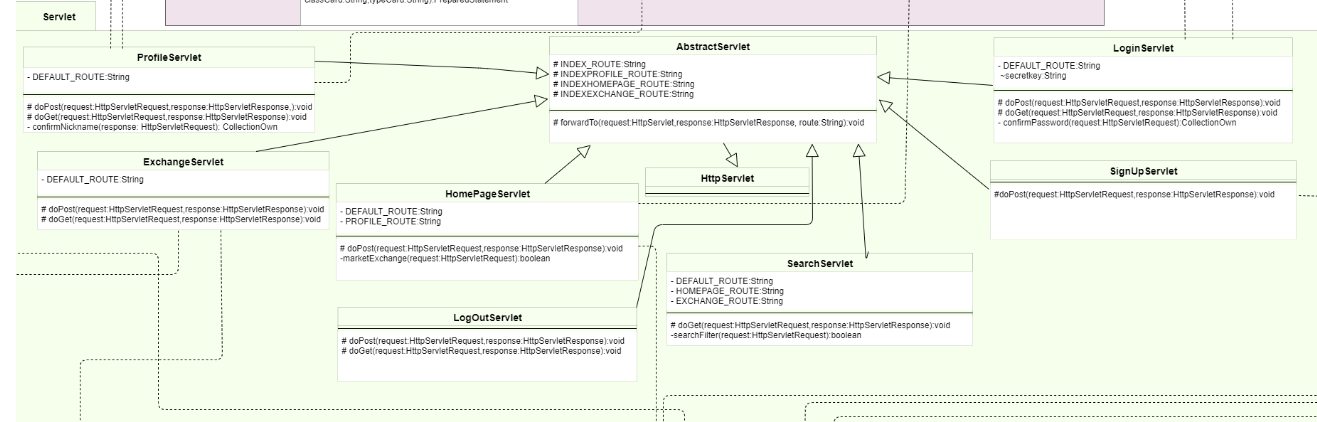 classCard:String,typeCard:String):PreparedStatement
Servlet
ProfileServlet
- DEFAULT_ROUTE:String
# doPost(request:HttpServletRequest,response:HttpServletResponse,):void
# doGet(request:HttpServletRequest,response:HttpServletResponse):void
- confirmNickname(response: HttpServletRequest): CollectionOwn
AbstractServlet
# INDEX_ROUTE:String
# INDEXPROFILE_ROUTE:String
# INDEXHOMEPAGE_ROUTE:String
# INDEXEXCHANGE_ROUTE:String
# forwardTo(request:HttpServlet,response:HttpServletResponse, route:String):void
LoginServlet
- DEFAULT_ROUTE:String
~secretkey:String
# doPost(request:HttpServletRequest,response:HttpServletResponse):void
# doGet(request:HttpServletRequest,response:HttpServletResponse):void
- confirmPassword(request:HttpServletRequest):CollectionOwn
ExchangeServlet
- DEFAULT_ROUTE:String
# doPost(request:HttpServletRequest,response:HttpServletResponse):void
# doGet(request:HttpServletRequest,response:HttpServletResponse):void
HomePageServlet
- DEFAULT_ROUTE:String
- PROFILE_ROUTE:String
# doPost(request:HttpServletRequest,response:HttpServletResponse):void
-marketExchange(request:HttpServletRequest):boolean
HttpServlet
SignUpServlet
#doPost(request:HttpServletRequest,response:HttpServletResponse):void
SearchServlet
- DEFAULT_ROUTE:String
- HOMEPAGE_ROUTE:String
- EXCHANGE_ROUTE:String
# doGet(request:HttpServletRequest,response:HttpServletResponse):void
-searchFilter(request:HttpServletRequest):boolean
LogOutServlet
# doPost(request:HttpServletRequest,response:HttpServletResponse):void
# doGet(request:HttpServletRequest,response:HttpServletResponse):void